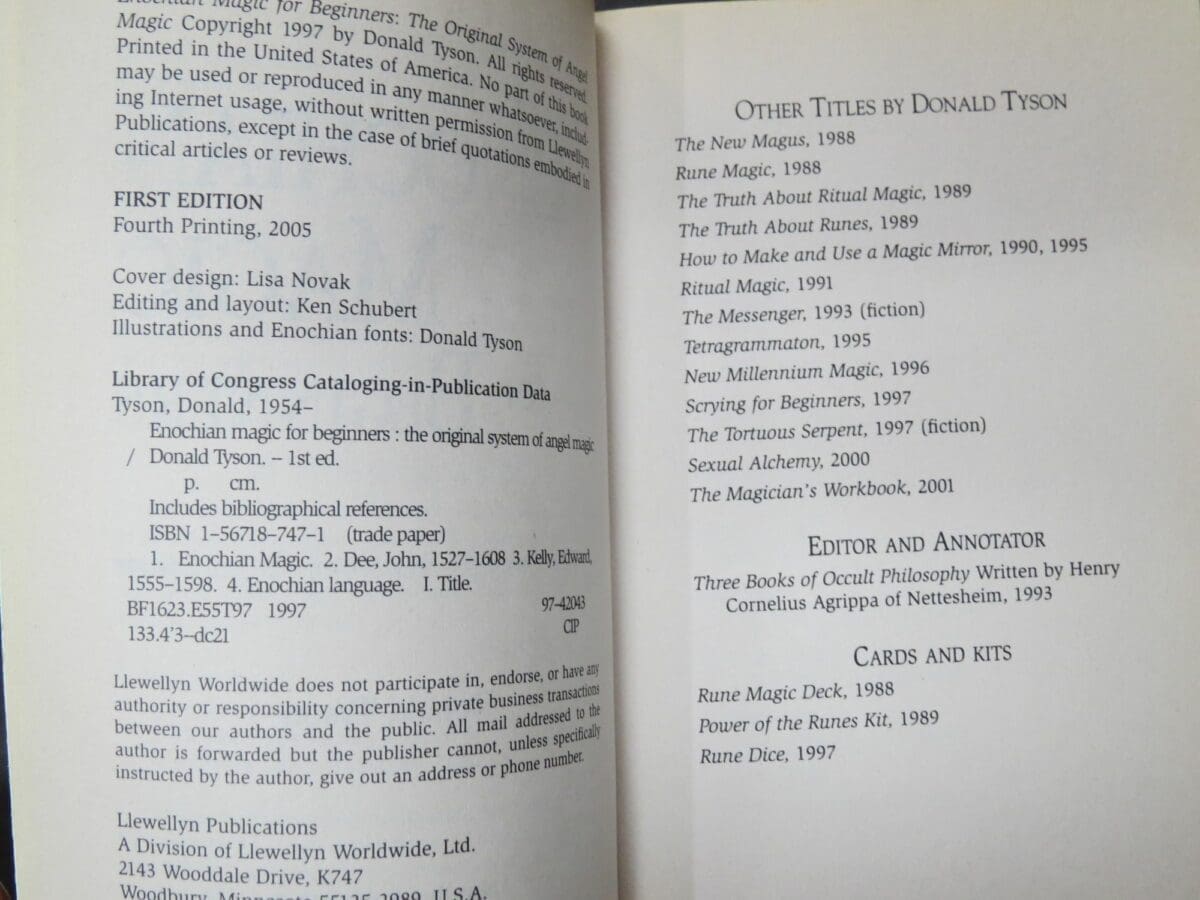 Enochian Magic for Beginners: The Original System of Angel
Magic Copyright 1997 by Donald Tyson. All rights reserved.
Printed in the United States of America. No part of this book
may be used or reproduced in any manner whatsoever, includ-
ing Internet usage, without written permission from Llewellyn
Publications, except in the case of brief quotations embodied in
critical articles or reviews.
FIRST EDITION
Fourth Printing, 2005
Cover design: Lisa Novak
Editing and layout: Ken Schubert
Illustrations and Enochian fonts: Donald Tyson
Library of Congress Cataloging-in-Publication Data
Tyson, Donald, 1954–
Enochian magic for beginners : the original system of angel magic
/ Donald Tyson. – 1st ed.
p. cm.
Includes bibliographical references.
ISBN 1–56718–747–1 (trade paper)
1. Enochian Magic. 2. Dee, John, 1527–1608 3. Kelly, Edward,
1555–1598. 4. Enochian language. I. Title.
BF1623.E55T97 1997 97–42043
133.4'3--dc21 CIP
Llewellyn Worldwide does not participate in, endorse, or have any
authority or responsibility concerning private business transactions
between our authors and the public. All mail addressed to the
author is forwarded but the publisher cannot, unless specifically
instructed by the author, give out an address or phone number.
Llewellyn Publications
A Division of Llewellyn Worldwide, Ltd.
2143 Wooddale Drive, K747
Woodbury, Minnesota 55125-2989, U.S.A.
OTHER TITLES BY DONALD TYSON
The New Magus, 1988
Rune Magic, 1988
The Truth About Ritual Magic, 1989
The Truth About Runes, 1989
How to Make and Use a Magic Mirror, 1990, 1995
Ritual Magic, 1991
The Messenger, 1993 (fiction)
Tetragrammaton, 1995
New Millennium Magic, 1996
Scrying for Beginners, 1997
The Tortuous Serpent, 1997 (fiction)
Sexual Alchemy, 2000
The Magician's Workbook, 2001
EDITOR AND ANNOTATOR
Three Books of Occult Philosophy Written by Henry
Cornelius Agrippa of Nettesheim, 1993
CARDS AND KITS
Rune Magic Deck, 1988
Power of the Runes Kit, 1989
Rune Dice, 1997